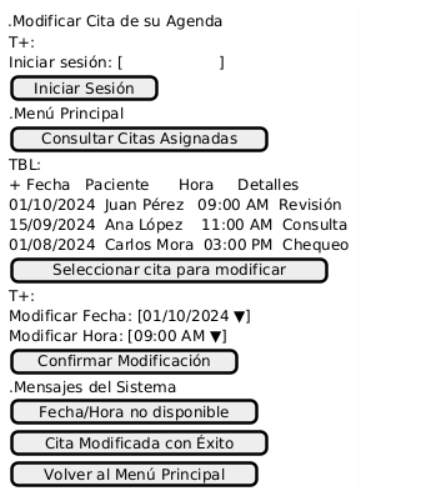 .Modificar Cita de su Agenda
T+:
Iniciar sesión: [                    ]
Iniciar Sesión
.Menú Principal
Consultar Citas Asignadas
TBL:
+ Fecha   Paciente     Hora     Detalles
01/10/2024  Juan Pérez   09:00 AM  Revisión
15/09/2024  Ana López    11:00 AM  Consulta
01/08/2024  Carlos Mora  03:00 PM  Chequeo
Seleccionar cita para modificar
T+:
Modificar Fecha: [01/10/2024 ▼]
Modificar Hora: [09:00 AM ▼]
Confirmar Modificación
.Mensajes del Sistema
Fecha/Hora no disponible
Cita Modificada con Éxito
Volver al Menú Principal